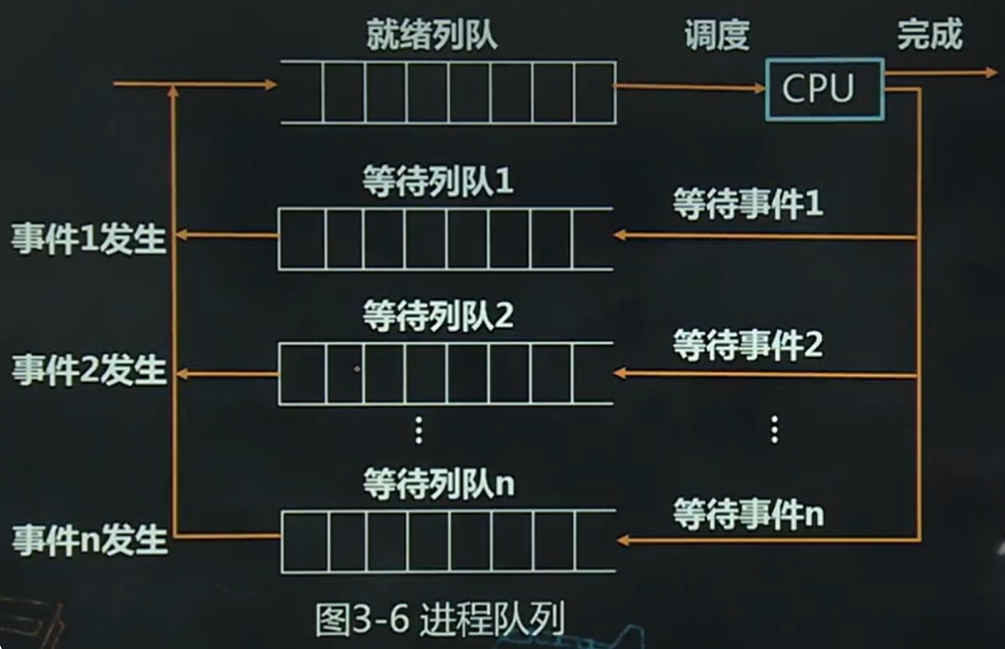 就绪列队
调度
完成
CPU
等待列队1
等待事件1
事件1发生
等待列队2
等待事件2
事件2发生
等待列队n
等待事件n
事件n发生
图3-6 进程队列